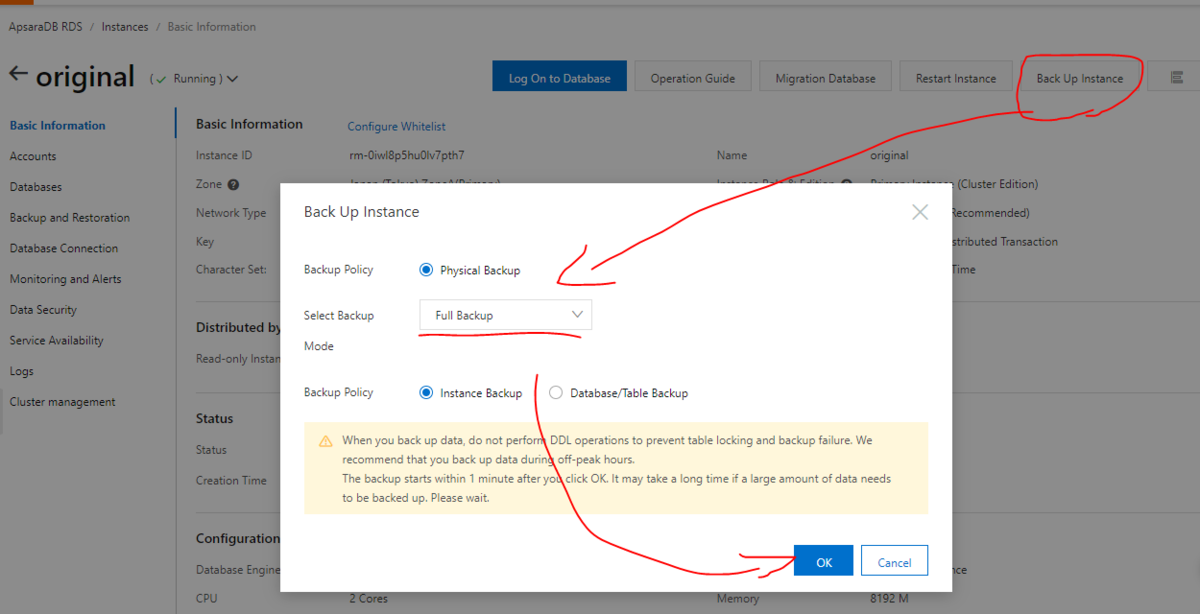 ApsaraDB RDS / Instances / Basic Information
original ( Running )
Log On to Database
Operation Guide
Migration Database
Restart Instance
Back Up Instance
Basic Information
Accounts
Databases
Backup and Restoration
Database Connection
Monitoring and Alerts
Data Security
Service Availability
Logs
Cluster management
Basic Information Configure Whitelist
Instance ID rm-0iwl8p5hu0lv7pth7 Name original
Zone Primary Instance (Cluster Edition)
Network Type Recommended)
Key stributed Transaction
Character Set: Time
Distributed by
Read-only Instan
Status
Status
Creation Time
Configuration
Database Engine nce
CPU 2 Cores Memory 8192 M
Back Up Instance
Backup Policy Physical Backup
Select Backup Full Backup
Mode
Backup Policy Instance Backup Database/Table Backup
When you back up data, do not perform DDL operations to prevent table locking and backup failure. We
recommend that you back up data during off-peak hours.
The backup starts within 1 minute after you click OK. It may take a long time if a large amount of data needs
to be backed up. Please wait.
OK Cancel